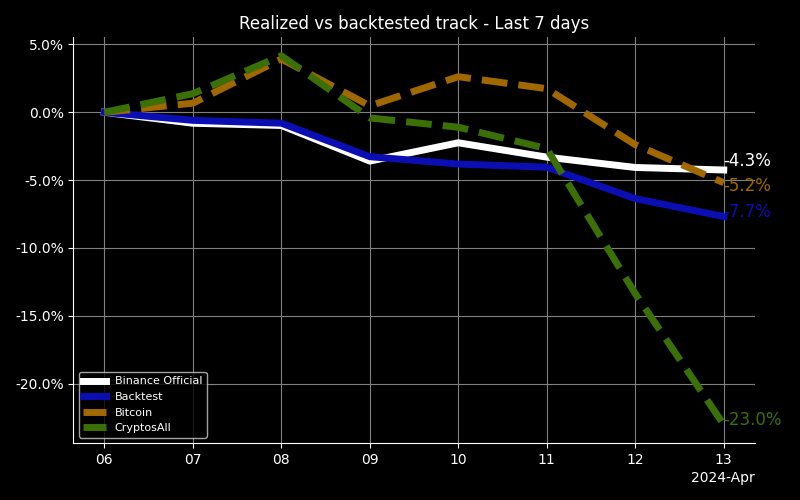 Realized vs backtested track - Last 7 days
5.0%
0.0%
-5.0%
-10.0%
-15.0%
-20.0%
-4.3%
-5.2%
-7.7%
-23.0%
Binance Official
Backtest
Bitcoin
CryptosAll
06 07 08 09 10 11 12 13
2024-Apr